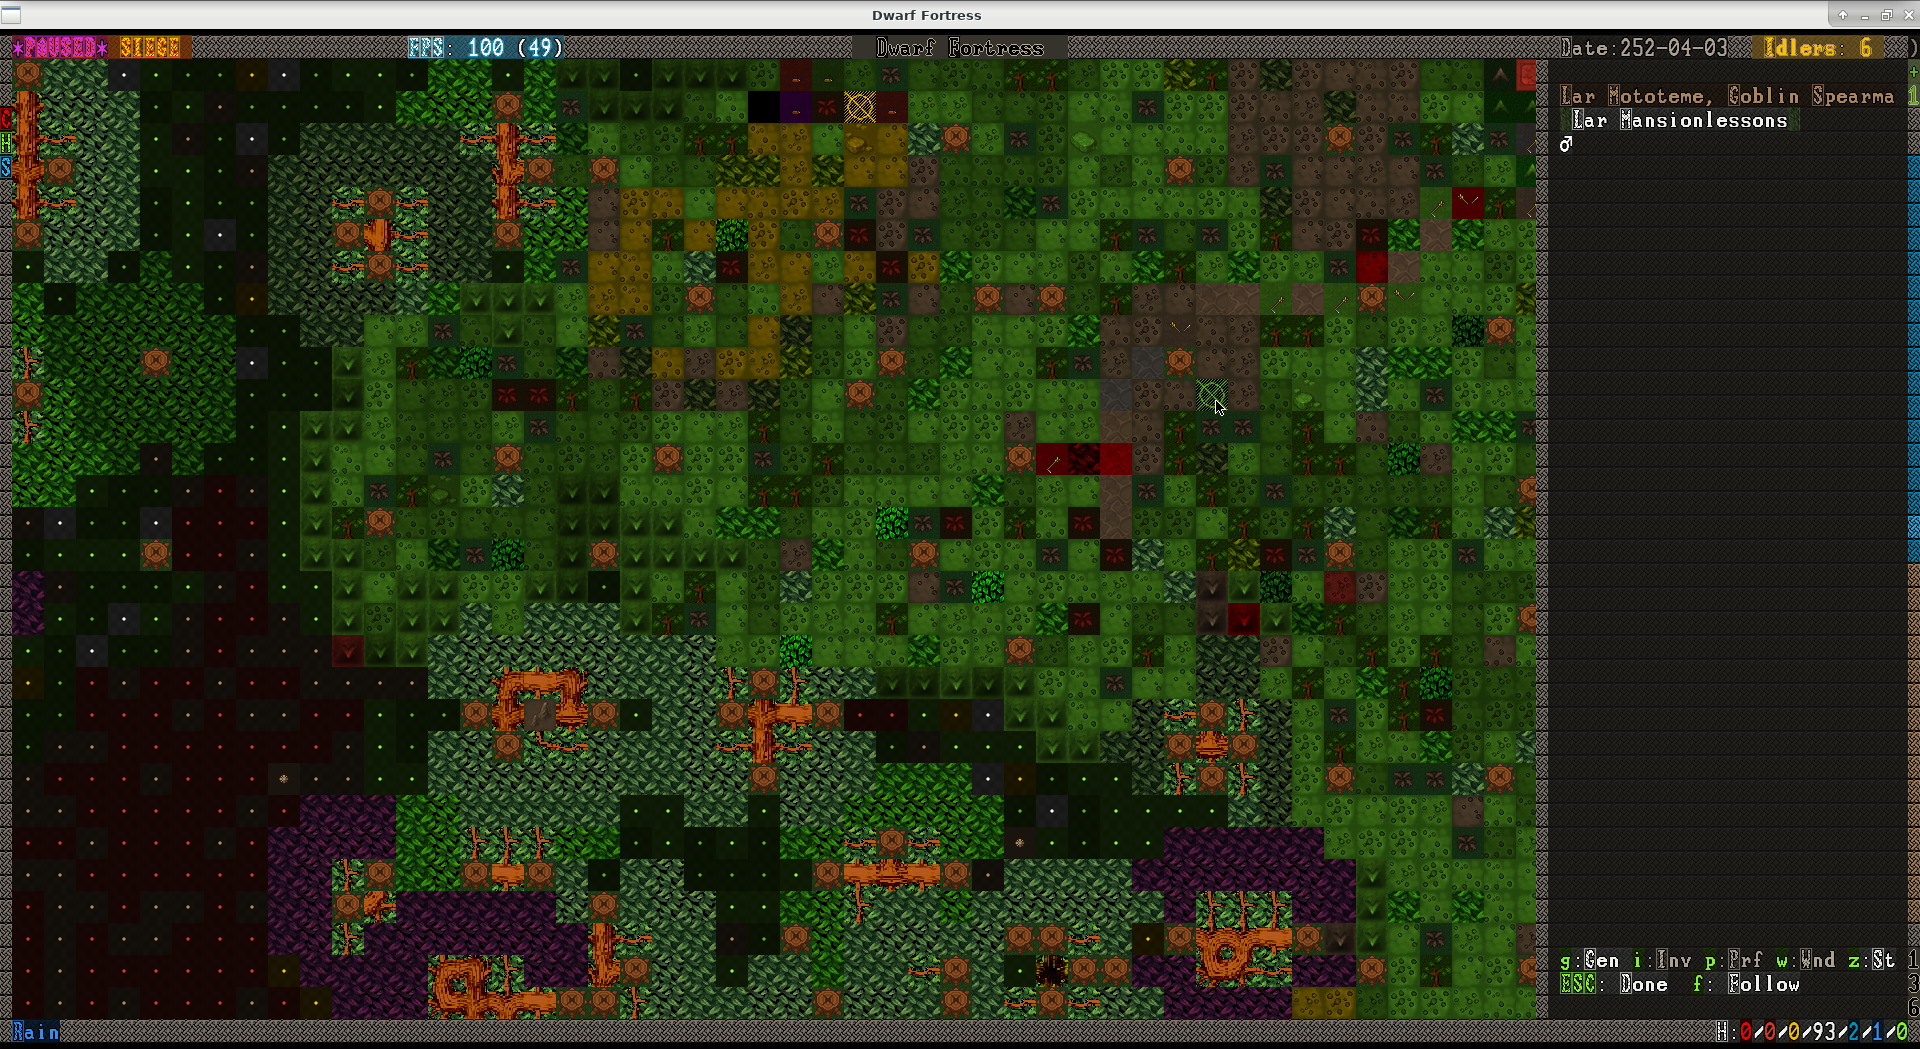 Dwarf Fortress
*PAUSED* SIEGE FPS: 100 (49) Dwarf Fortress Date:252-04-03 Idlers: 6
Lar Mototeme, Goblin Spearma
Lar Mansionlessons
♂
C
H
S
g:Gen i:Inv p:Prf w:Wnd z:St
ESC: Done f: Follow
Rain H:0/0/0/93/2/1/0